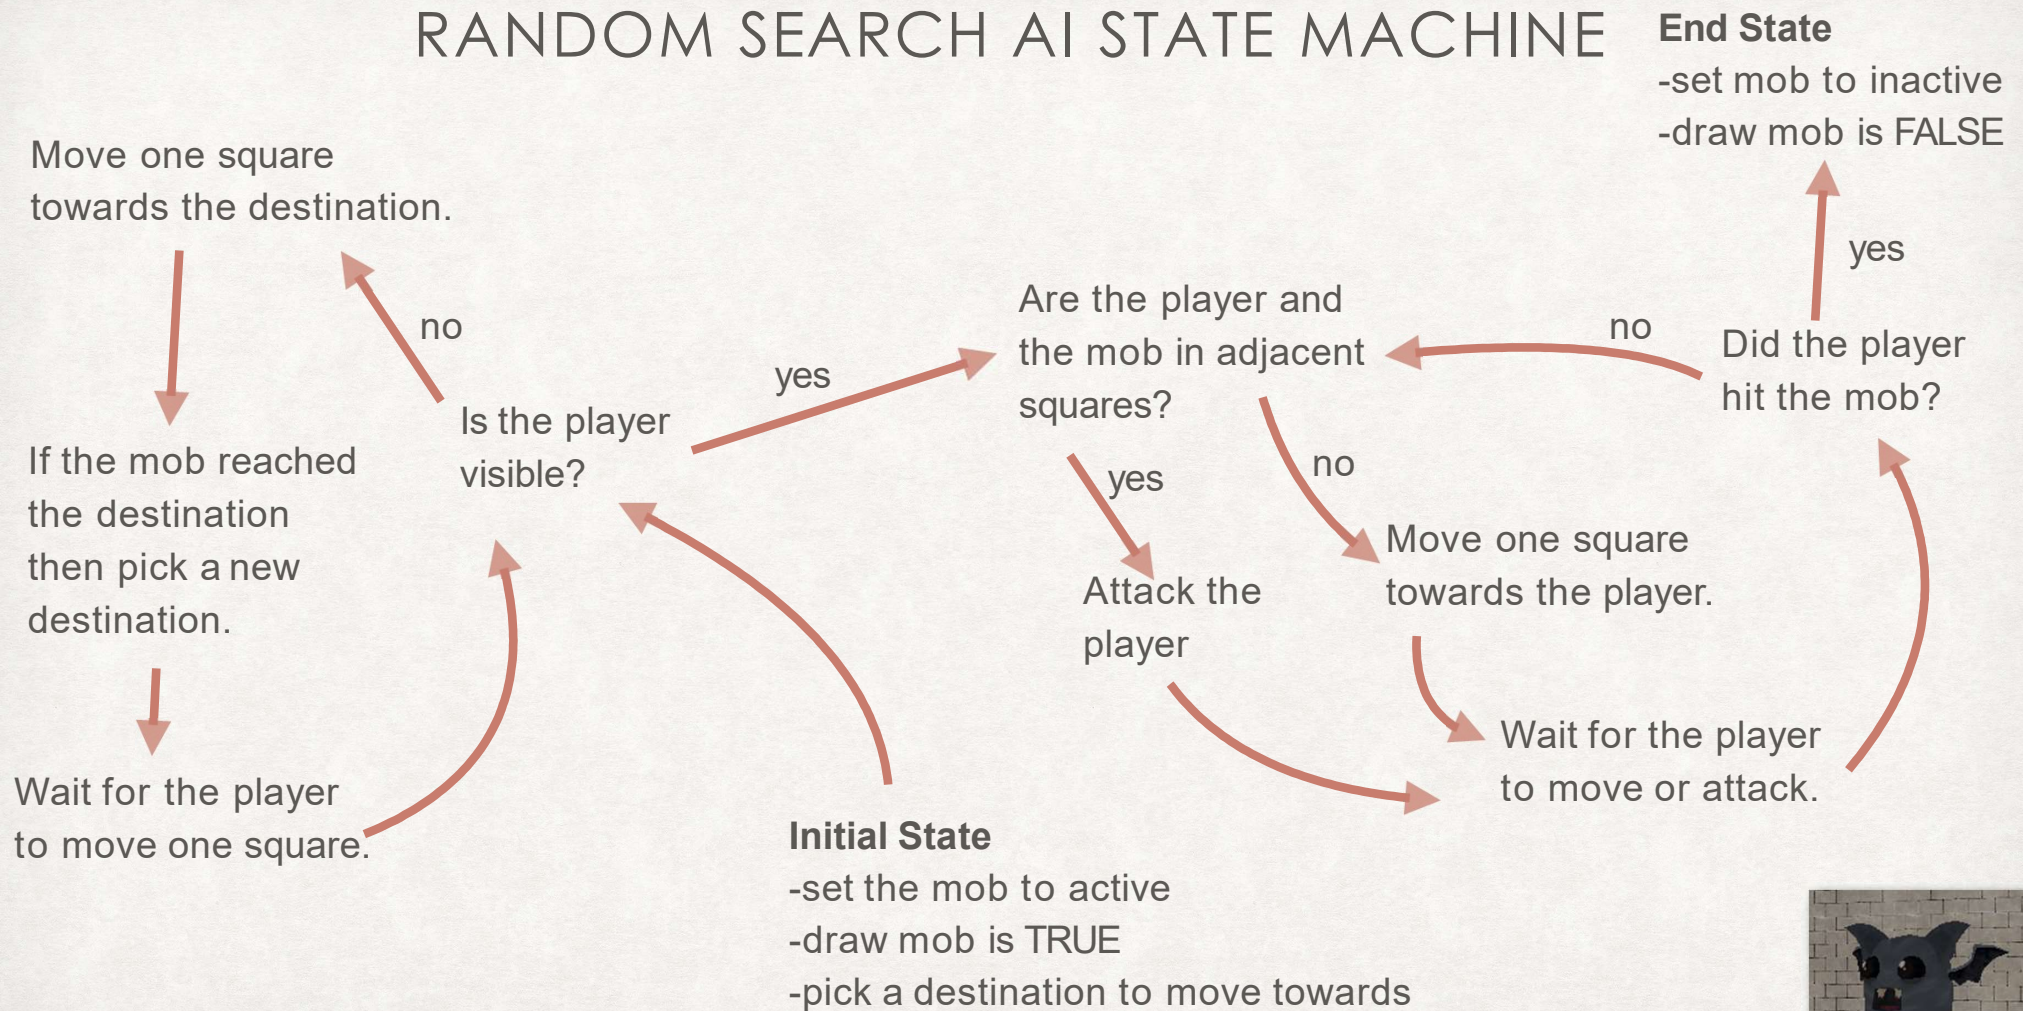 RANDOM SEARCH AI STATE MACHINE
End State
-set mob to inactive
-draw mob is FALSE
Move one square
towards the destination.
no
yes
Are the player and
the mob in adjacent
squares?
no
yes
Did the player
hit the mob?
Is the player
visible?
If the mob reached
the destination
then pick a new
destination.
yes
no
Attack the
player
Move one square
towards the player.
Wait for the player
to move or attack.
Wait for the player
to move one square.
Initial State
-set the mob to active
-draw mob is TRUE
-pick a destination to move towards